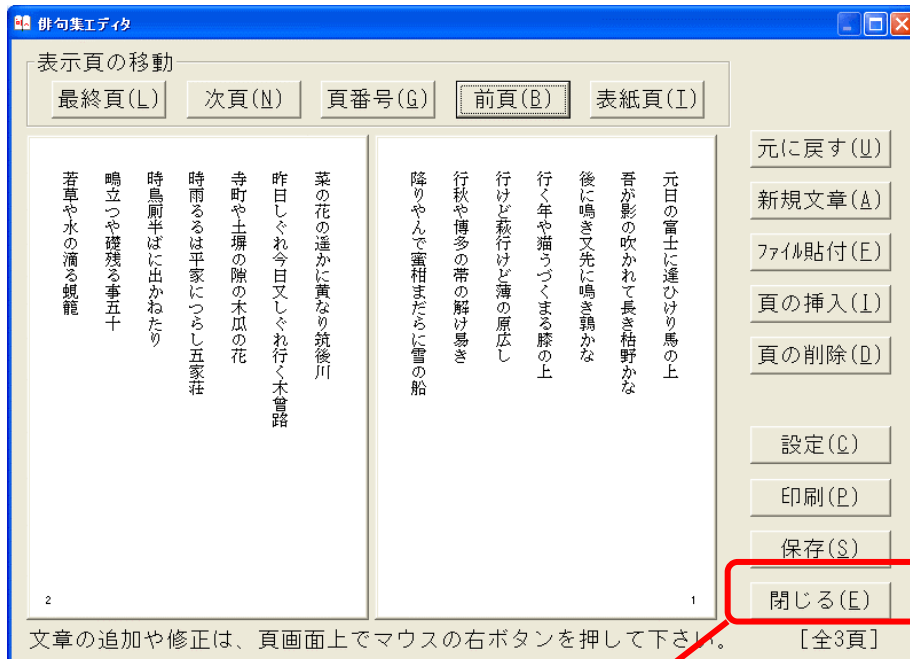 俳句集エディタ
表示頁の移動
最終頁(L) 次頁(N) 頁番号(G) 前頁(B) 表紙頁(I)
元日の富士に逢ひけり馬の上
吾が影の吹かれて長き枯野かな
後に鳴き又先に鳴き鶉かな
行く年や猫うづくまる膝の上
行けど萩行けど薄の原広し
行秋や博多の帯の解け易き
降りやんで蜜柑まだらに雪の船
1
菜の花の遥かに黄なり筑後川
昨日しぐれ今日又しぐれ行く木曾路
寺町や土塀の隙の木瓜の花
時雨るるは平家につらし五家荘
時鳥厠半ばに出かねたり
鴫立つや礎残る事五十
若草や水の滴る蜆籠
2
元に戻す(U)
新規文章(A)
ファイル貼付(F)
頁の挿入(I)
頁の削除(D)
設定(C)
印刷(P)
保存(S)
閉じる(E)
文章の追加や修正は、頁画面上でマウスの右ボタンを押して下さい。 [全3頁]